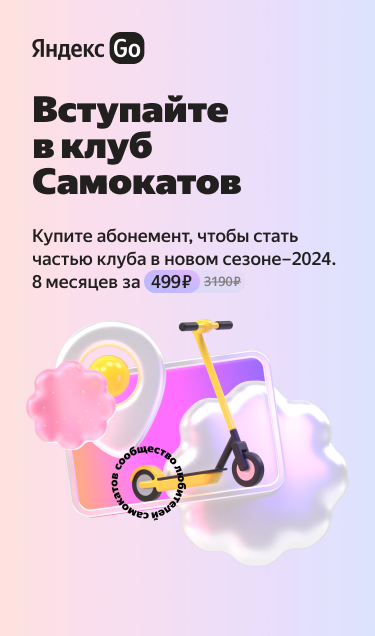 Яндекс Go
Вступайте
в клуб
Самокатов
Купите абонемент, чтобы стать
частью клуба в новом сезоне–2024.
8 месяцев за 499₽ 3190₽
сообщество любителей самокатов